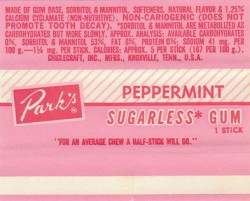 MADE OF GUM BASE, SORBITOL & MANNITOL, SOFTENERS, NATURAL FLAVOR & 1.25%
CALCIUM CYCLAMATE (NON-NUTRITIVE). NON-CARIOGENIC (DOES NOT
PROMOTE TOOTH DECAY). *SORBITOL & MANNITOL ARE METABOLIZED AS
CARBOHYDRATES BUT MORE SLOWLY. APPROX. ANALYSIS: AVAILABLE CARBOHYDRATES
0%, SORBITOL & MANNITOL 53%, FAT 0%, PROTEIN 0%; SODIUM 41 mg. PER
100 g.— mg. PER STICK, CALORIES: APPROX. 5 PER STICK (167 PER 100 g.).
CHICLECRAFT, INC., MFRS., KNOXVILLE, TENN., U.S.A.
Park's
PEPPERMINT
SUGARLESS* GUM
1 STICK
"FOR AN AVERAGE CHEW A HALF-STICK WILL DO."